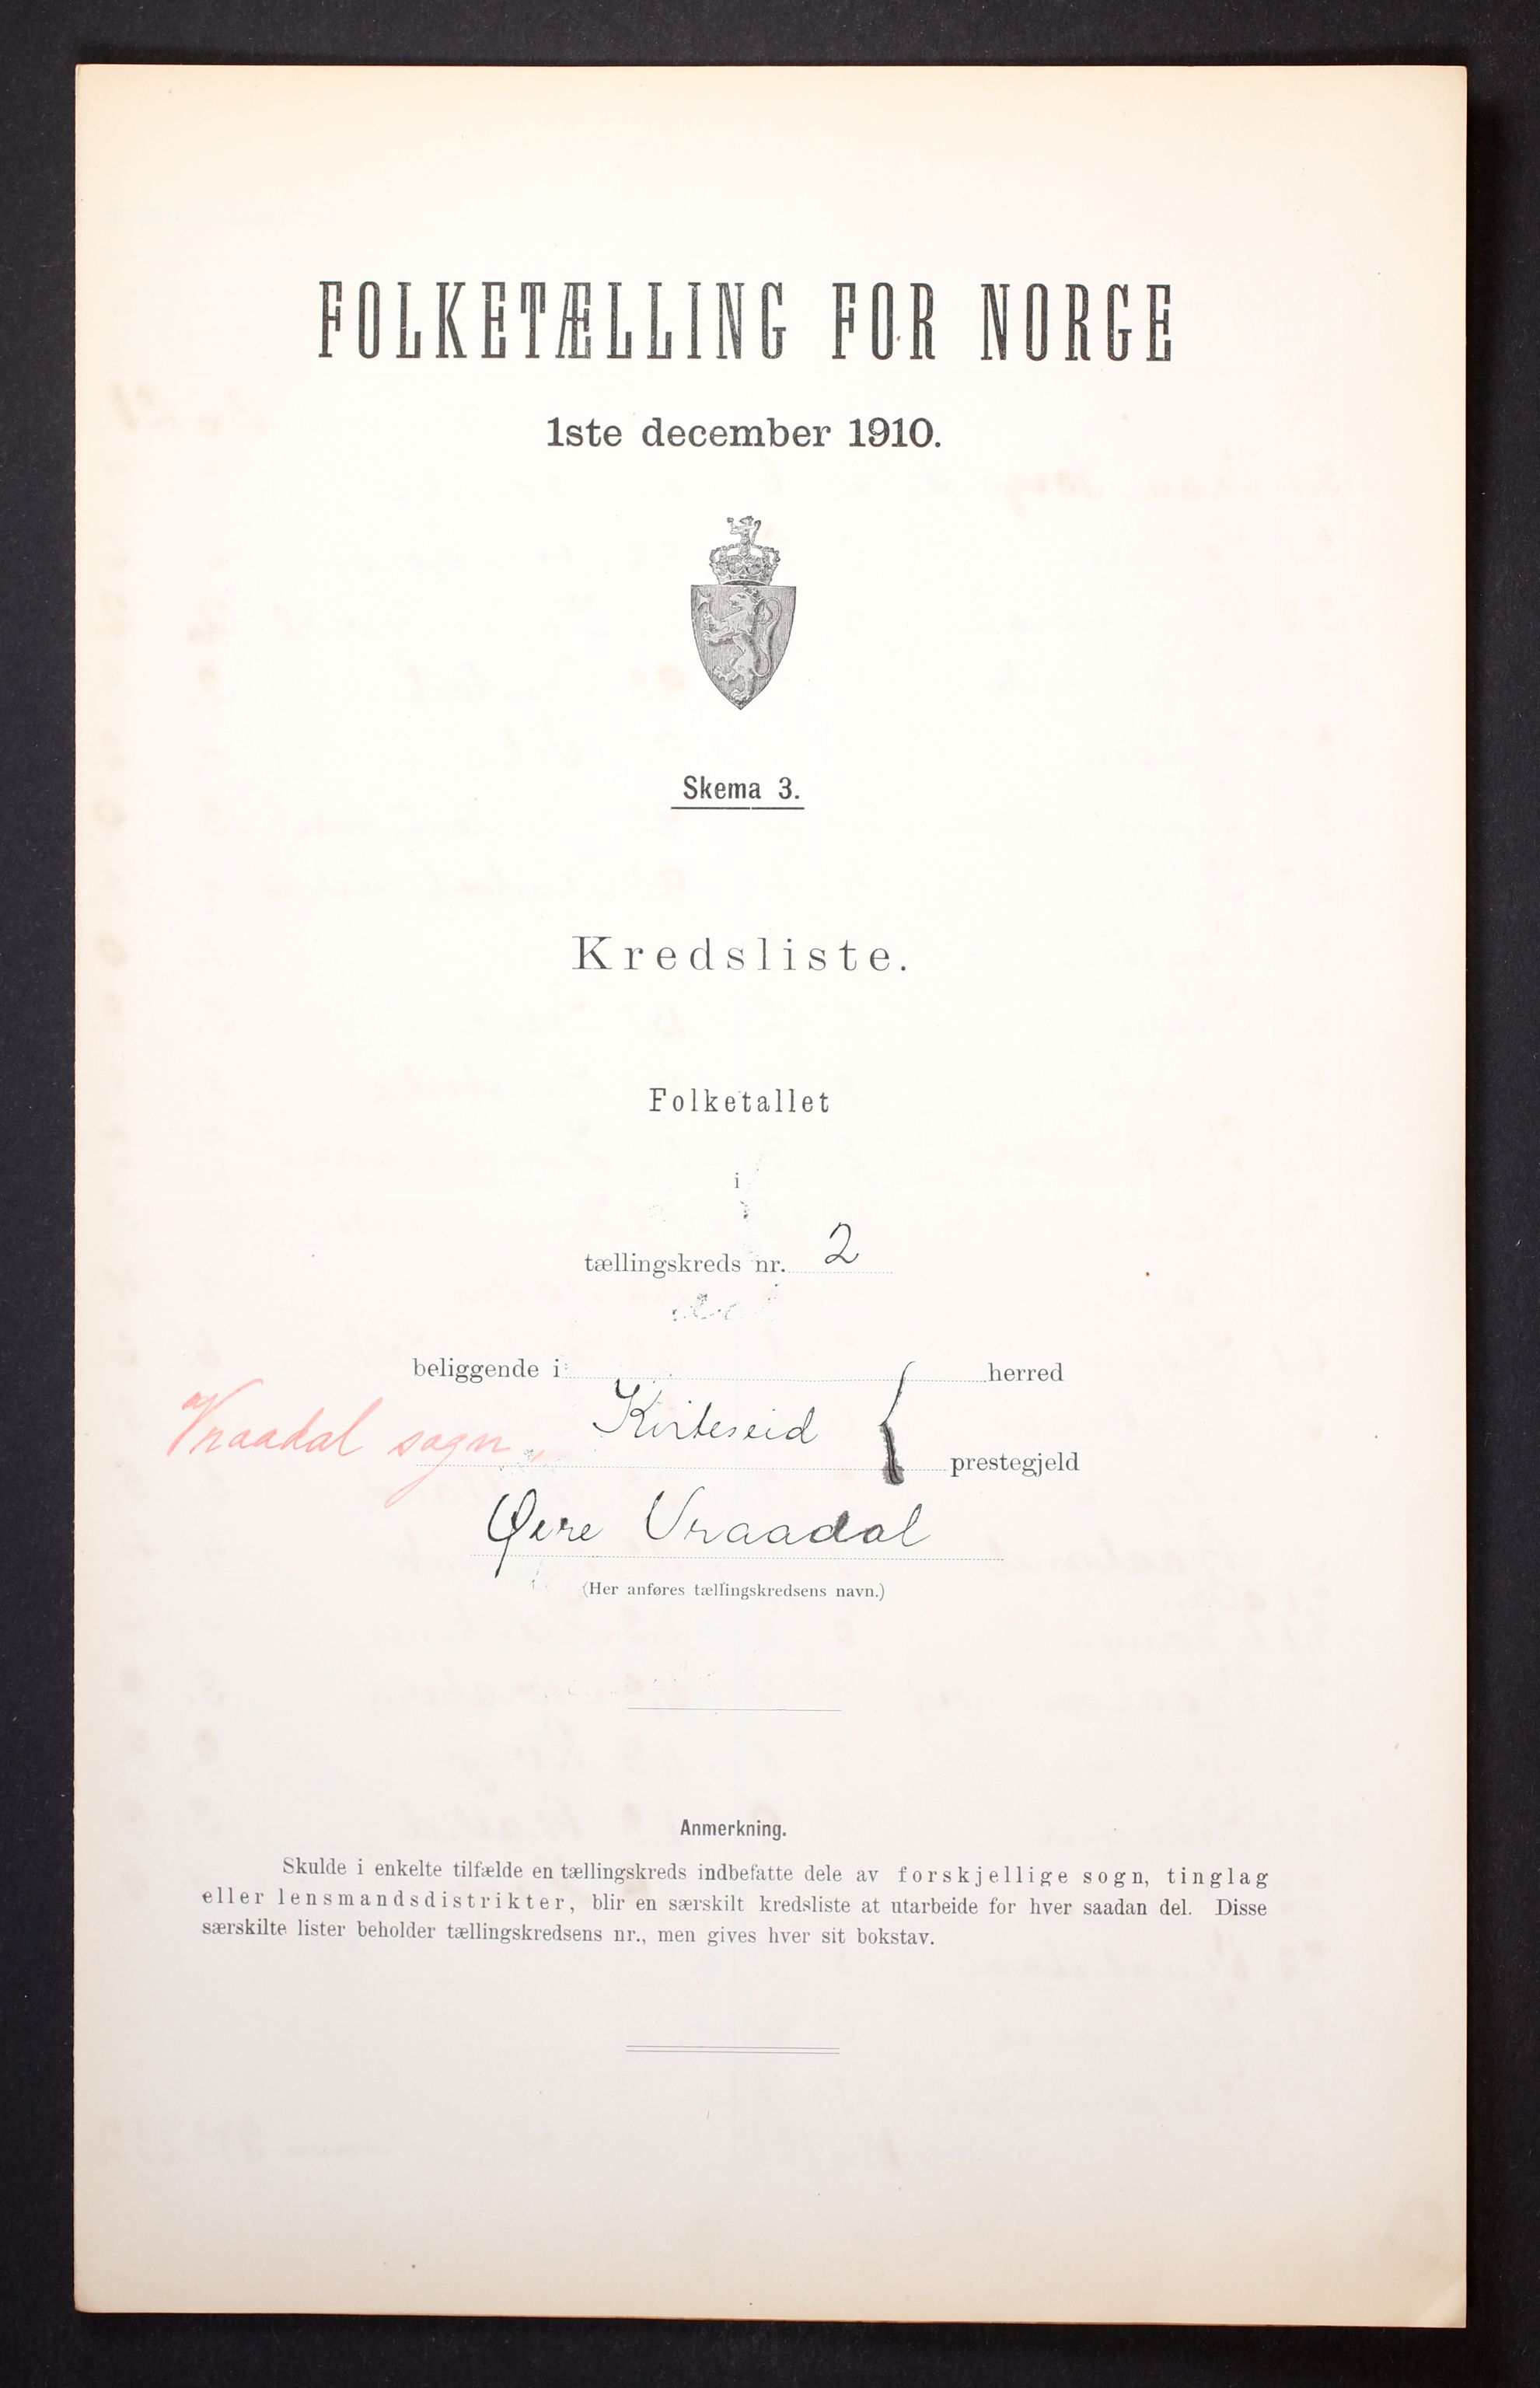 FOLKETÆLLING FOR NORGE
1ste december 1910.
Skema 3.
Kredsliste.
Folketallet
i
tællingskreds nr. 2
beliggende i herred
Vraadal sogn, Kviteseid { prestegjeld
Øvre Vraadal
(Her anføres tællingskredsens navn.)
Anmerkning.
Skulde i enkelte tilfælde en tællingskreds indbefatte dele av forskjellige sogn, tinglag
eller lensmandsdistrikter, blir en særskilt kredsliste at utarbeide for hver saadan del. Disse
særskilte lister beholder tællingskredsens nr., men gives hver sit bokstav.